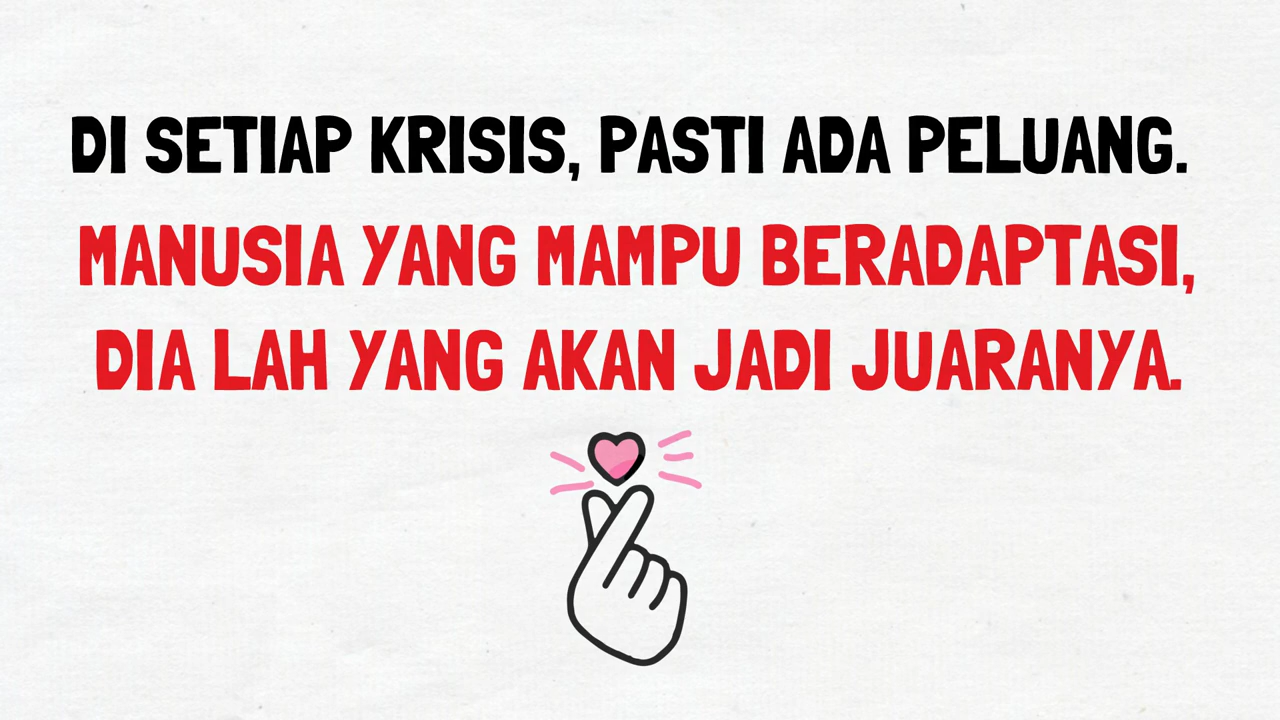 DI SETIAP KRISIS, PASTI ADA PELUANG.
MANUSIA YANG MAMPU BERADAPTASI,
DIA LAH YANG AKAN JADI JUARANYA.